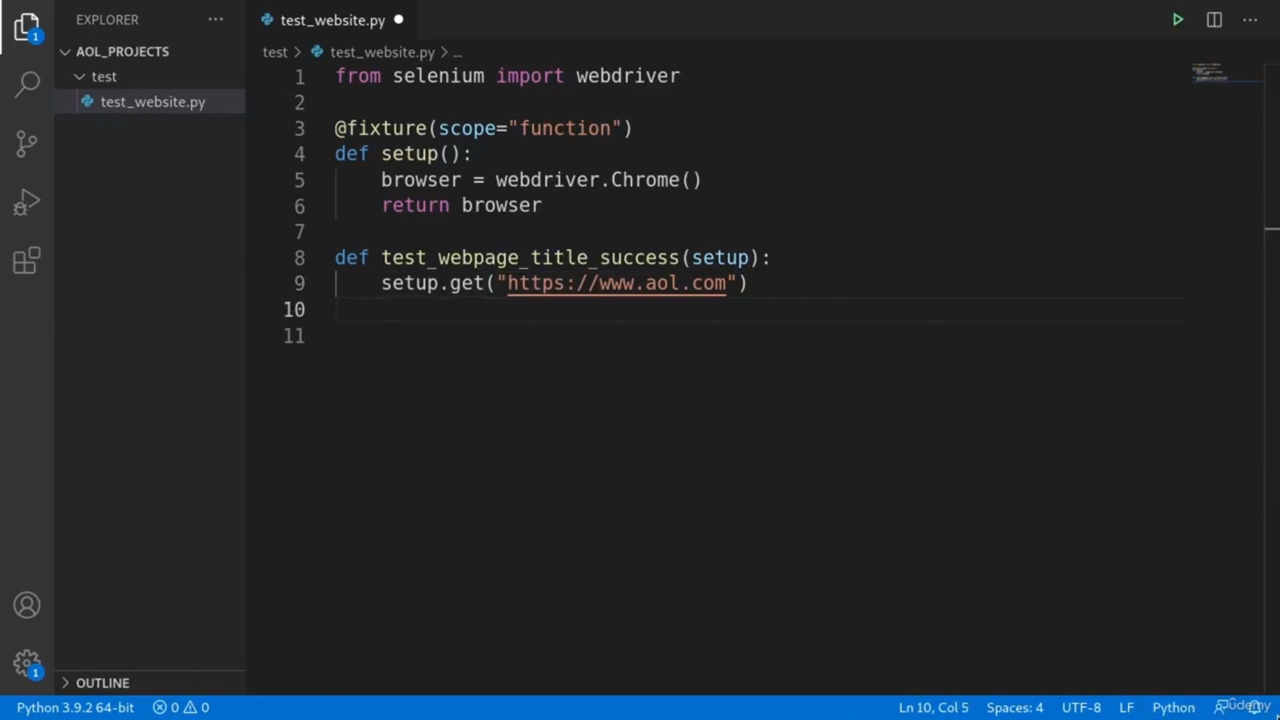 EXPLORER
test_website.py
AOL_PROJECTS
test
test_website.py
test > test_website.py > ...
1 from selenium import webdriver
2
3 @fixture(scope="function")
4 def setup():
5 browser = webdriver.Chrome()
6 return browser
7
8 def test_webpage_title_success(setup):
9 setup.get("https://www.aol.com")
10
11
1
1
OUTLINE
Python 3.9.2 64-bit 0 0 Ln 10, Col 5 Spaces: 4 UTF-8 LF Python
Udemy